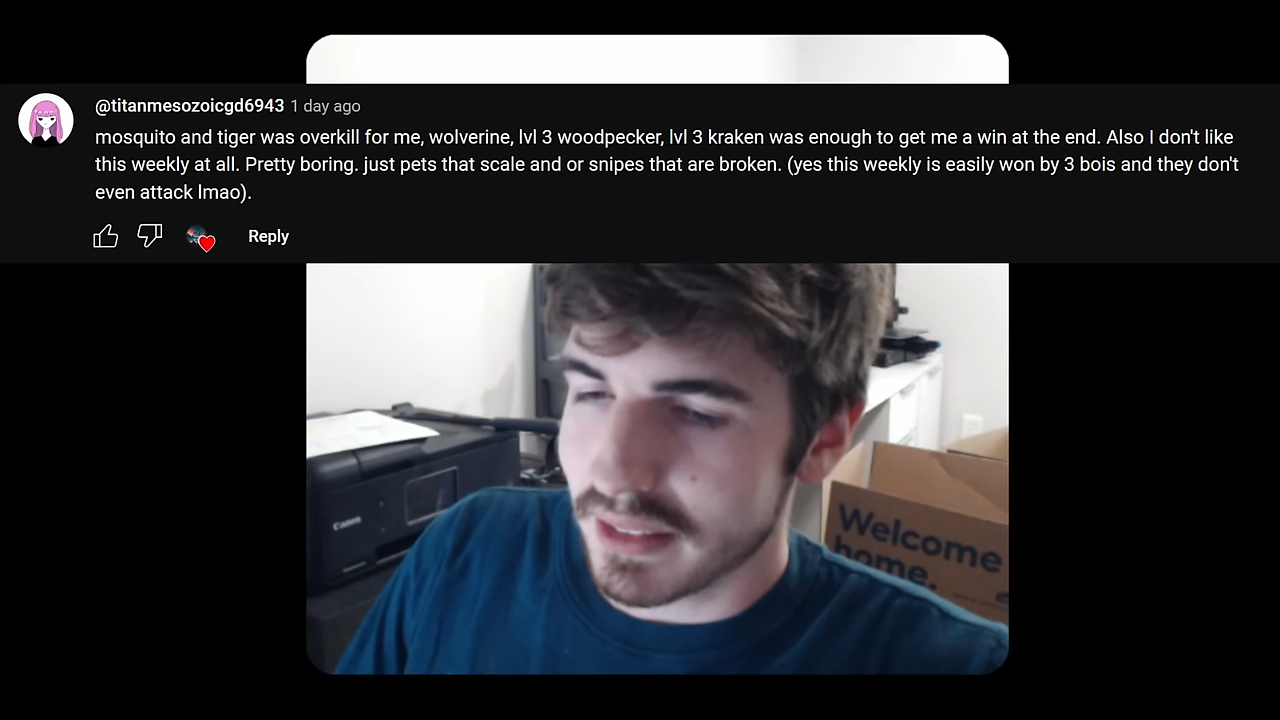 @titanmesozoicgd6943 1 day ago
mosquito and tiger was overkill for me, wolverine, lvl 3 woodpecker, lvl 3 kraken was enough to get me a win at the end. Also I don't like
this weekly at all. Pretty boring. just pets that scale and or snipes that are broken. (yes this weekly is easily won by 3 bois and they don't
even attack lmao).
Reply
Canon
Welcome
home.